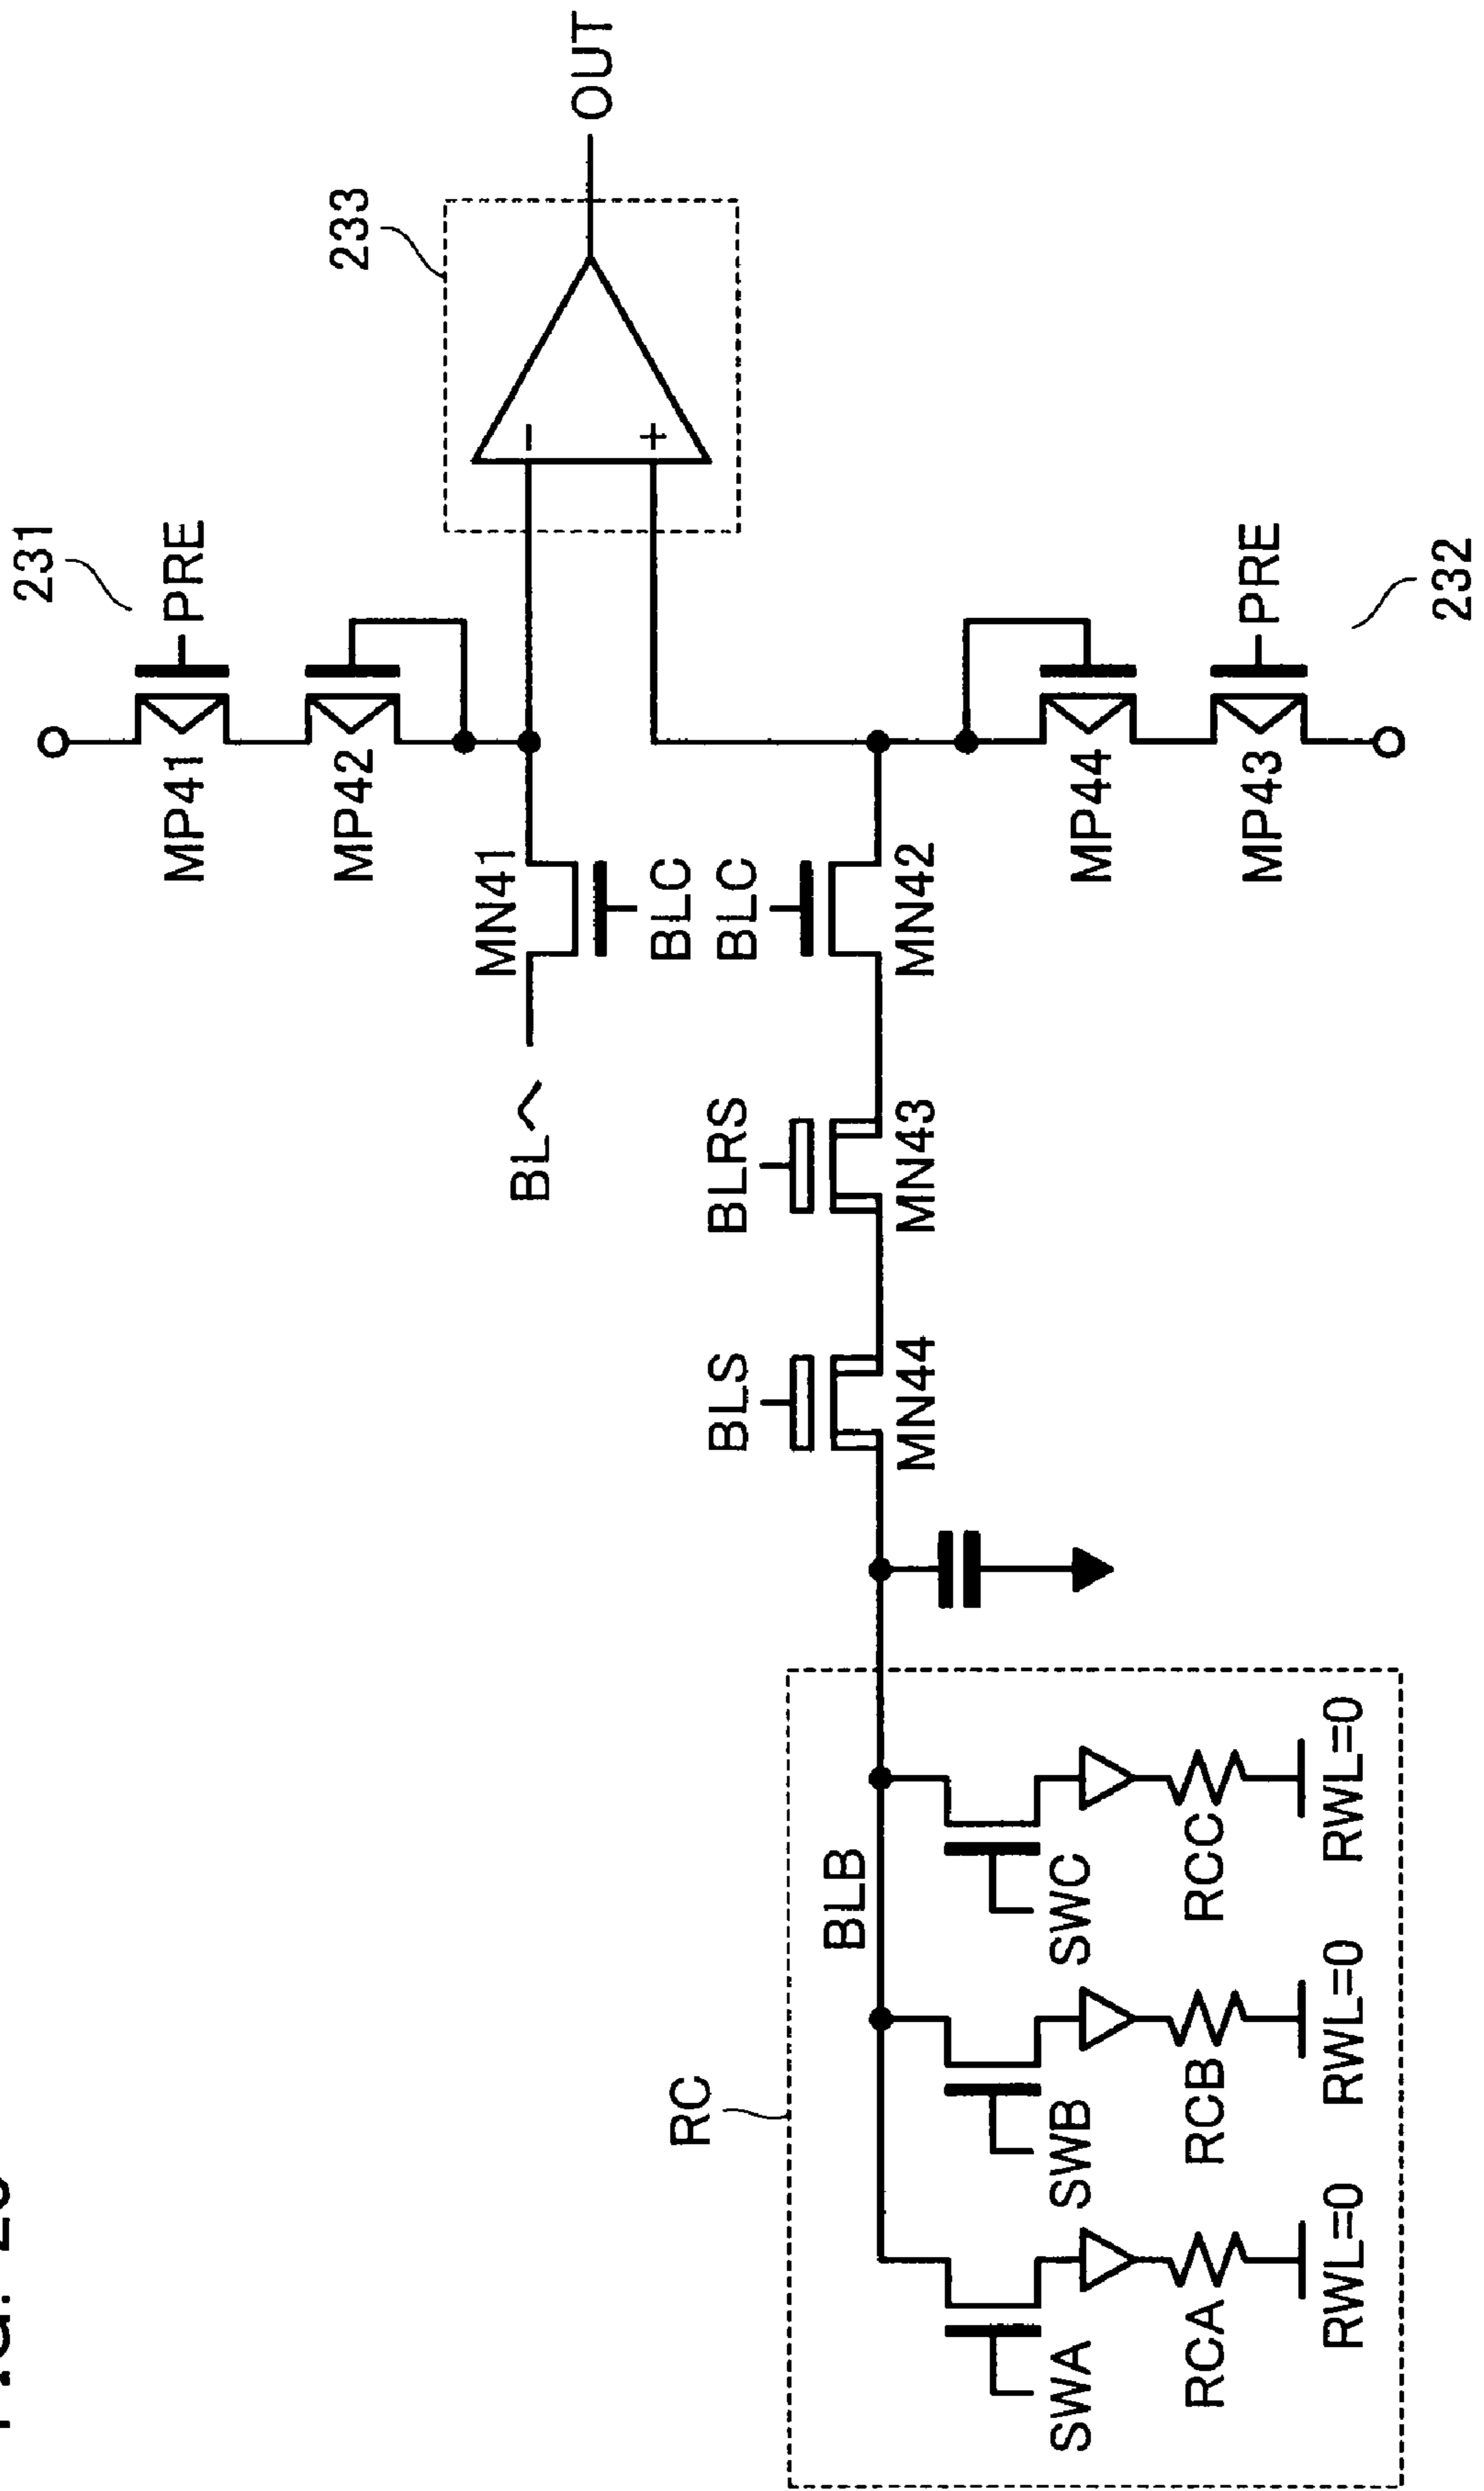 231
PRE
MP41
MP42
233
OUT
−
+
MN41
BL
BLC
BLC
MN42
BLRS
MN43
BLS
MN44
MP44
MP43
PRE
232
RC
BLB
SWA
SWB
SWC
RCA
RCB
RCC
RWL=0
RWL=0
RWL=0